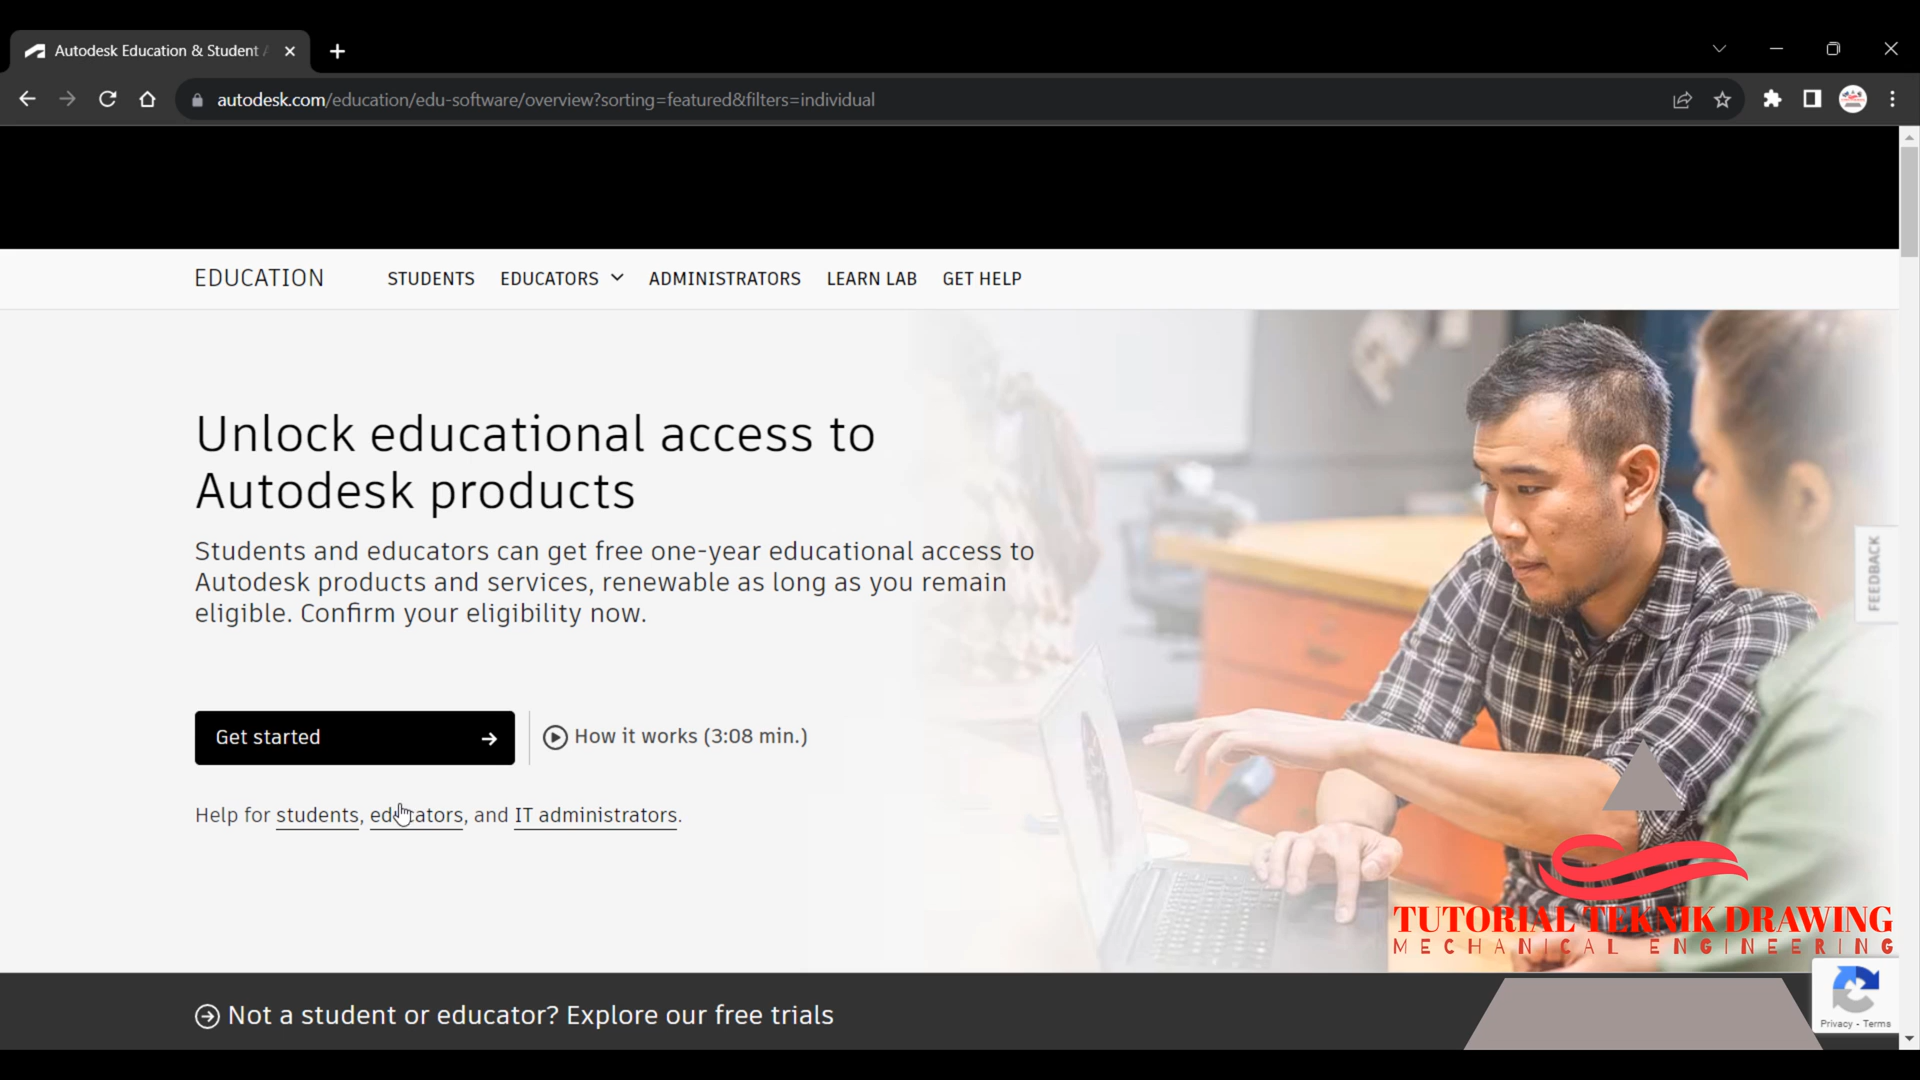 Autodesk Education & Student
autodesk.com/education/edu-software/overview?sorting=featured&filters=individual
EDUCATION
STUDENTS EDUCATORS ADMINISTRATORS LEARN LAB GET HELP
Unlock educational access to
Autodesk products
Students and educators can get free one-year educational access to
Autodesk products and services, renewable as long as you remain
eligible. Confirm your eligibility now.
FEEDBACK
Get started
How it works (3:08 min.)
Help for students, educators, and IT administrators.
TUTORIAL TEKNIK DRAWING
MECHANICAL ENGINEERING
Not a student or educator? Explore our free trials
Privacy - Terms